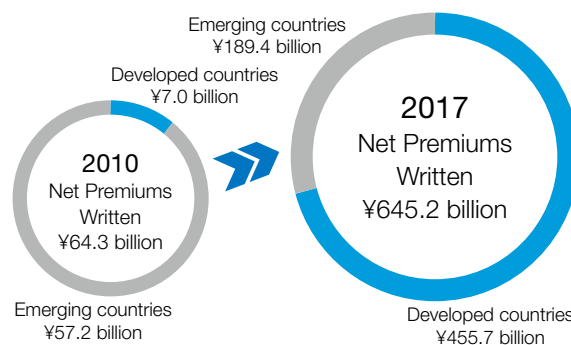 Developed countries
¥7.0 billion
2010
Net Premiums
Written
¥64.3 billion
Emerging countries
¥57.2 billion
Emerging countries
¥189.4 billion
2017
Net Premiums
Written
¥645.2 billion
Developed countries
¥455.7 billion